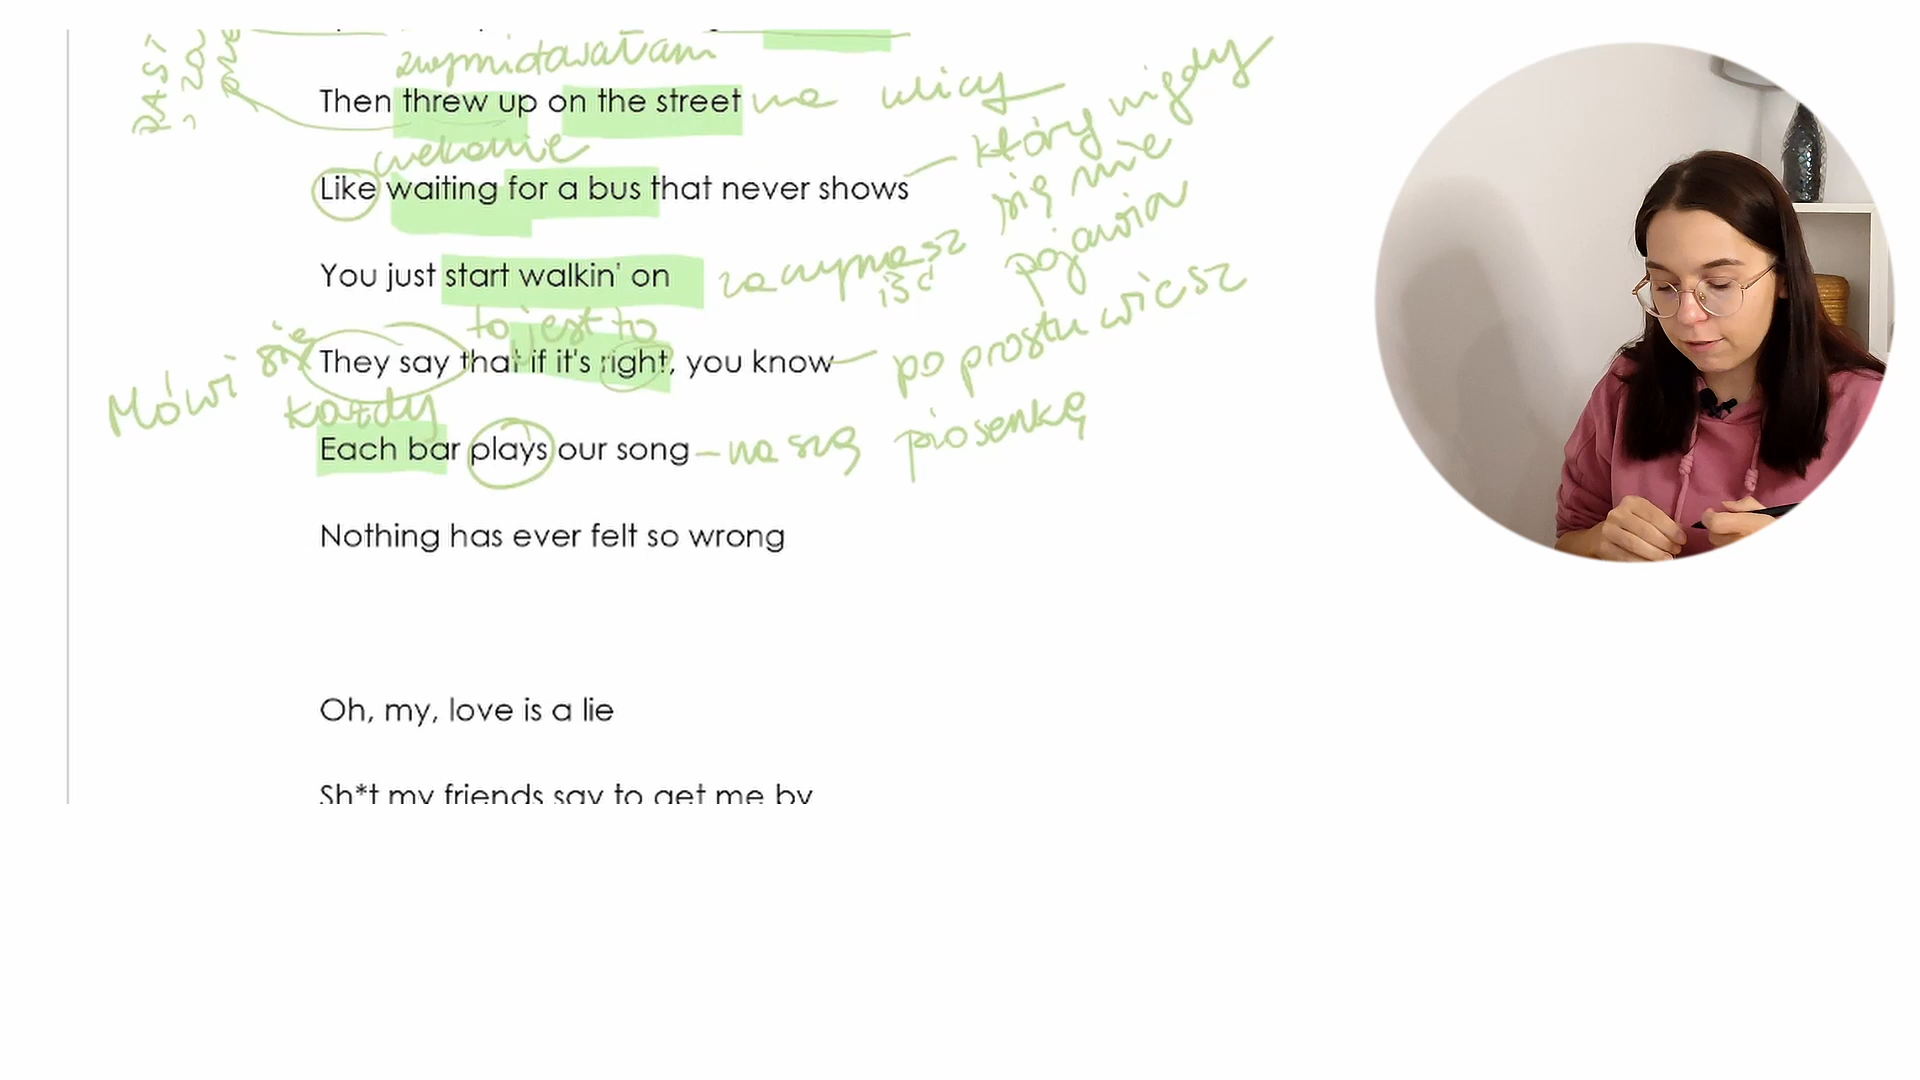 PAST
zwymiotowałam
Then threw up on the street na ulicy
czekanie
Like waiting for a bus that never shows który nigdy się nie pojawia
You just start walkin' on zaczynasz iść
to jest to
Mówi się They say that if it's right, you know po prostu wiesz
każdy
Each bar plays our song – naszą piosenkę
Nothing has ever felt so wrong
Oh, my, love is a lie
Sh*t my friends say to get me by